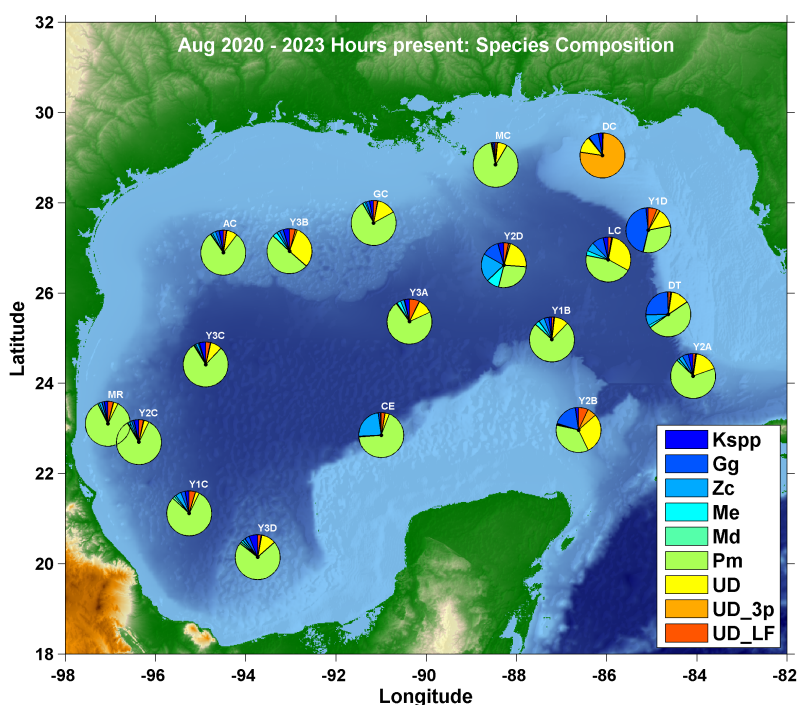 Aug 2020 - 2023 Hours present: Species Composition
32
30
28
26
24
22
20
18
Latitude
MC
DC
GC
Y1D
AC
Y3B
Y2D
LC
DT
Y3A
Y1B
Y3C
Y2A
MR
Y2C
CE
Y2B
Y1C
Y3D
Kspp
Gg
Zc
Me
Md
Pm
UD
UD_3p
UD_LF
-98 -96 -94 -92 -90 -88 -86 -84 -82
Longitude